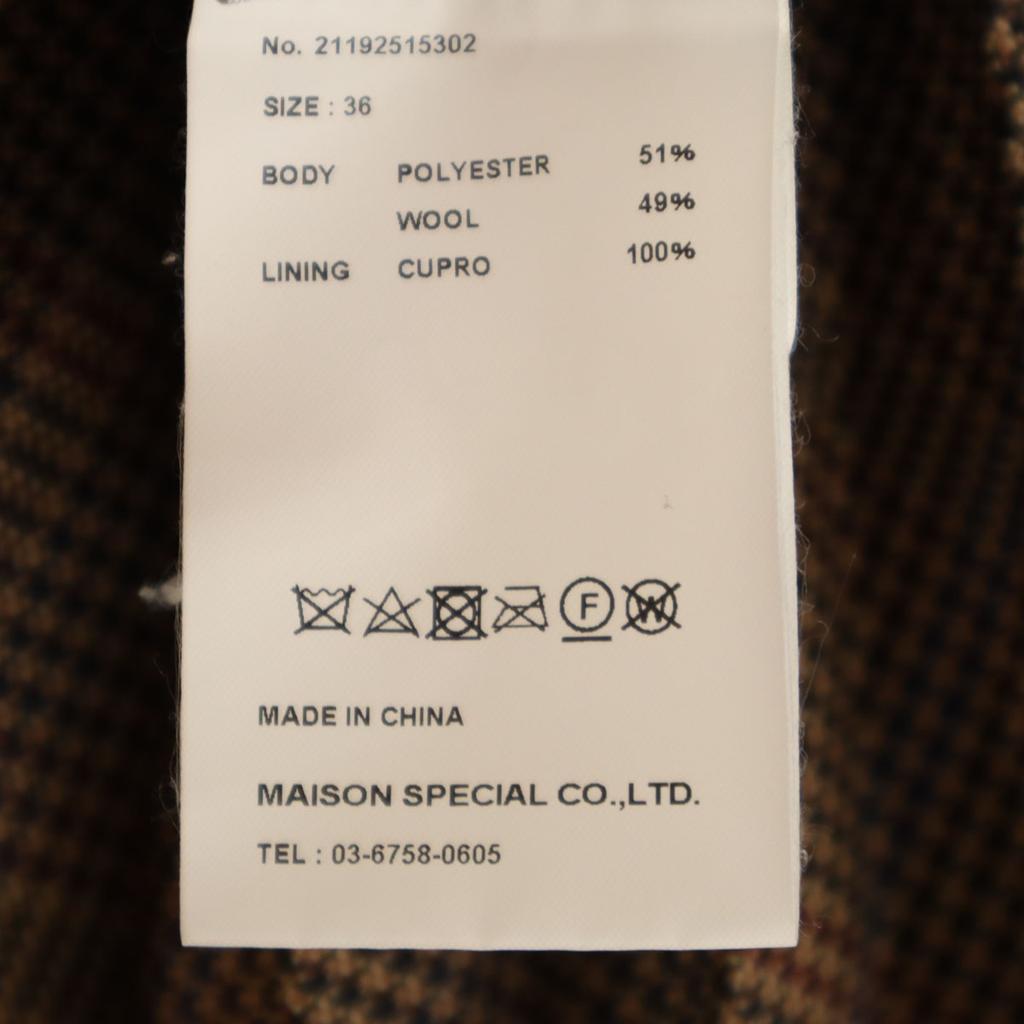 No. 21192515302
SIZE : 36
BODY POLYESTER 51%
WOOL 49%
LINING CUPRO 100%
F W
MADE IN CHINA
MAISON SPECIAL CO.,LTD.
TEL : 03-6758-0605